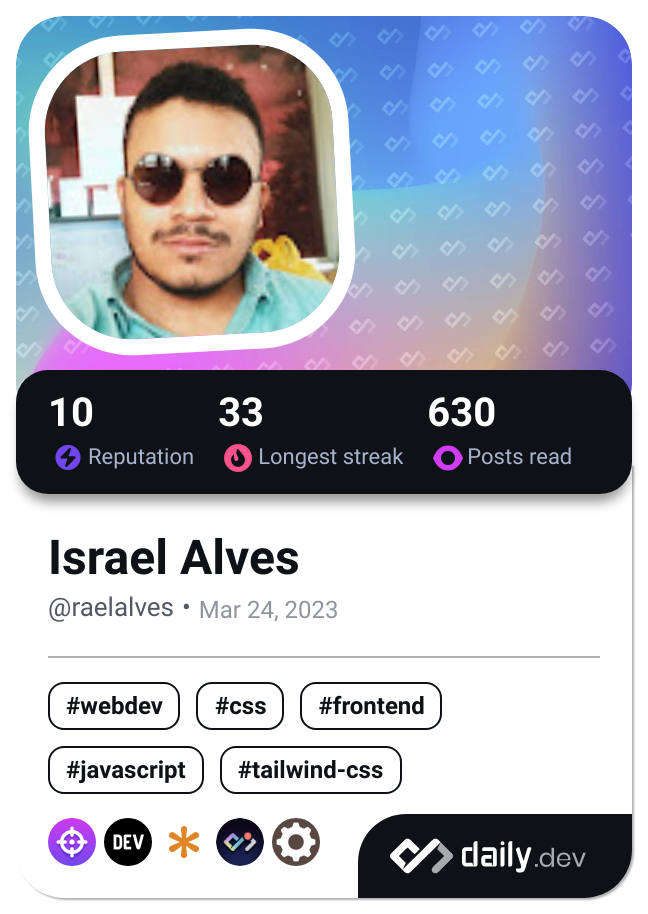 10 33 630
Reputation Longest streak Posts read
Israel Alves
@raelalves • Mar 24, 2023
#webdev #css #frontend
#javascript #tailwind-css
DEV
daily.dev